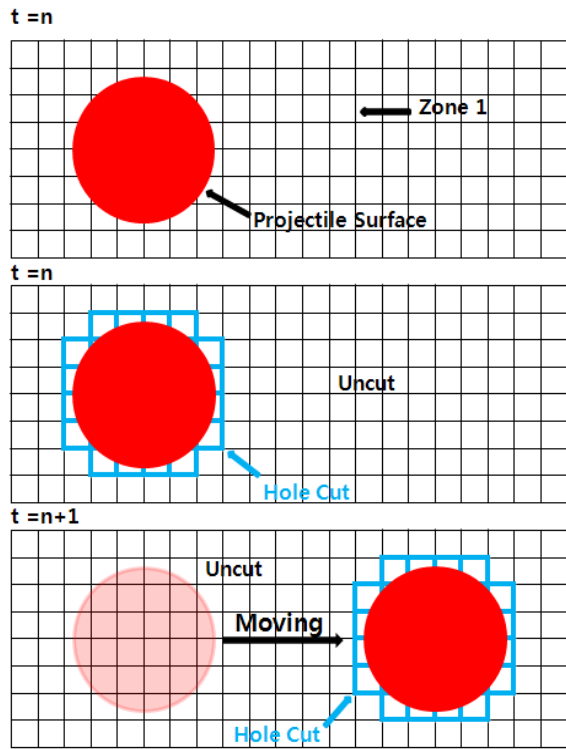 t =n
Zone 1
Projectile Surface
t =n
Uncut
Hole Cut
t =n+1
Uncut
Moving
Hole Cut